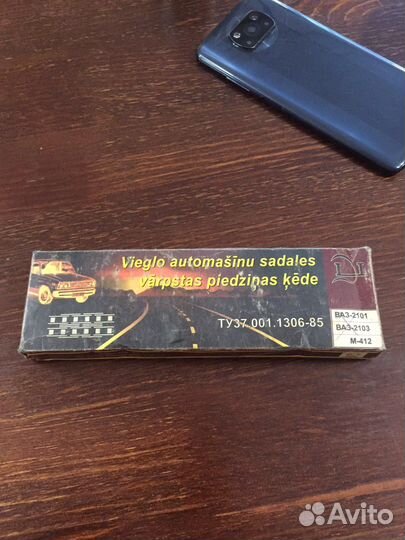 Vieglo automašīnu sadales
vārpstas piedziņas ķēde
ТУ37.001.1306-85
ВАЗ-2101
ВАЗ-2103
М-412
Avito